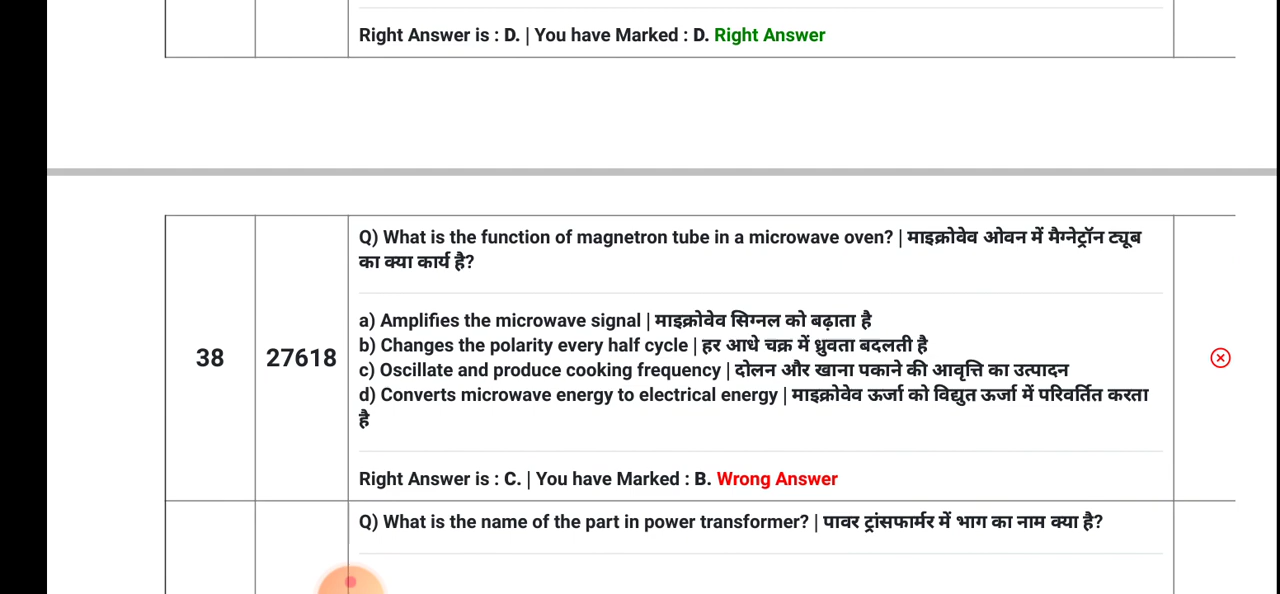 Right Answer is : D. | You have Marked : D. Right Answer
Q) What is the function of magnetron tube in a microwave oven? | माइक्रोवेव ओवन में मैग्नेट्रॉन ट्यूब
का क्या कार्य है?
38
27618
a) Amplifies the microwave signal | माइक्रोवेव सिग्नल को बढ़ाता है
b) Changes the polarity every half cycle | हर आधे चक्र में ध्रुवता बदलती है
c) Oscillate and produce cooking frequency | दोलन और खाना पकाने की आवृत्ति का उत्पादन
d) Converts microwave energy to electrical energy | माइक्रोवेव ऊर्जा को विद्युत ऊर्जा में परिवर्तित करता
है
Right Answer is : C. | You have Marked : B. Wrong Answer
Q) What is the name of the part in power transformer? | पावर ट्रांसफार्मर में भाग का नाम क्या है?